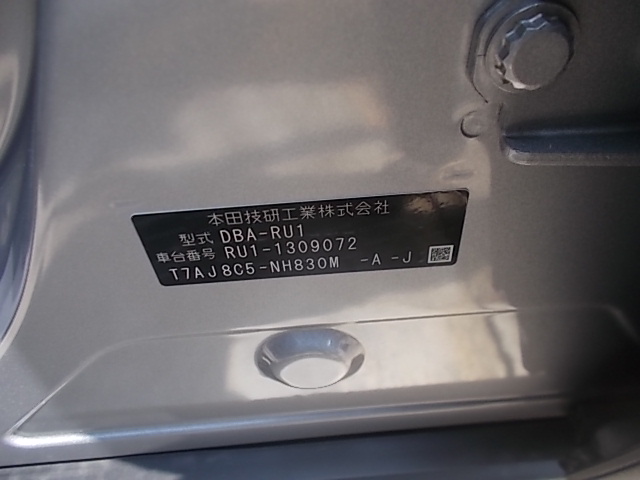 本田技研工業株式会社
型式 DBA-RU1
車台番号 RU1-1309072
T7AJ8C5-NH830M -A -J